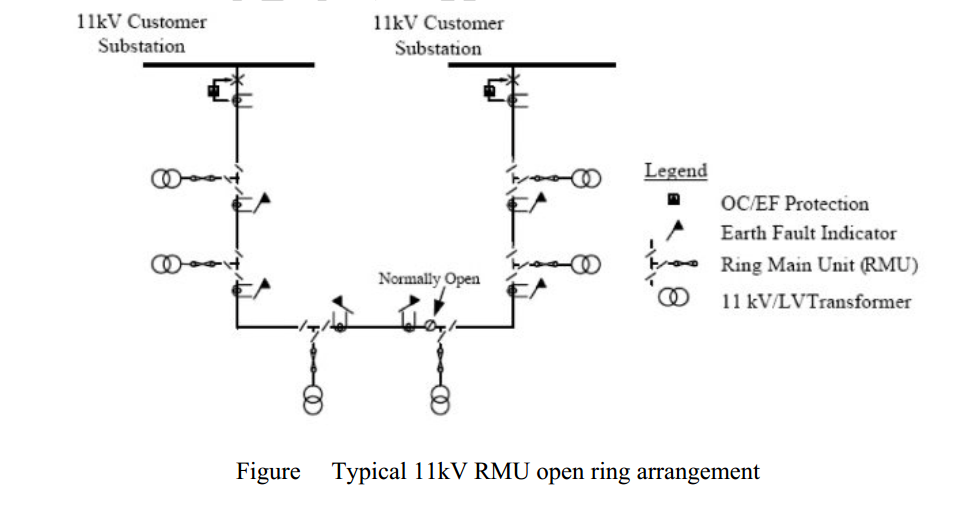 11kV Customer
Substation
11kV Customer
Substation
Normally Open
Legend
OC/EF Protection
Earth Fault Indicator
Ring Main Unit (RMU)
11 kV/LVTransformer
Figure Typical 11kV RMU open ring arrangement